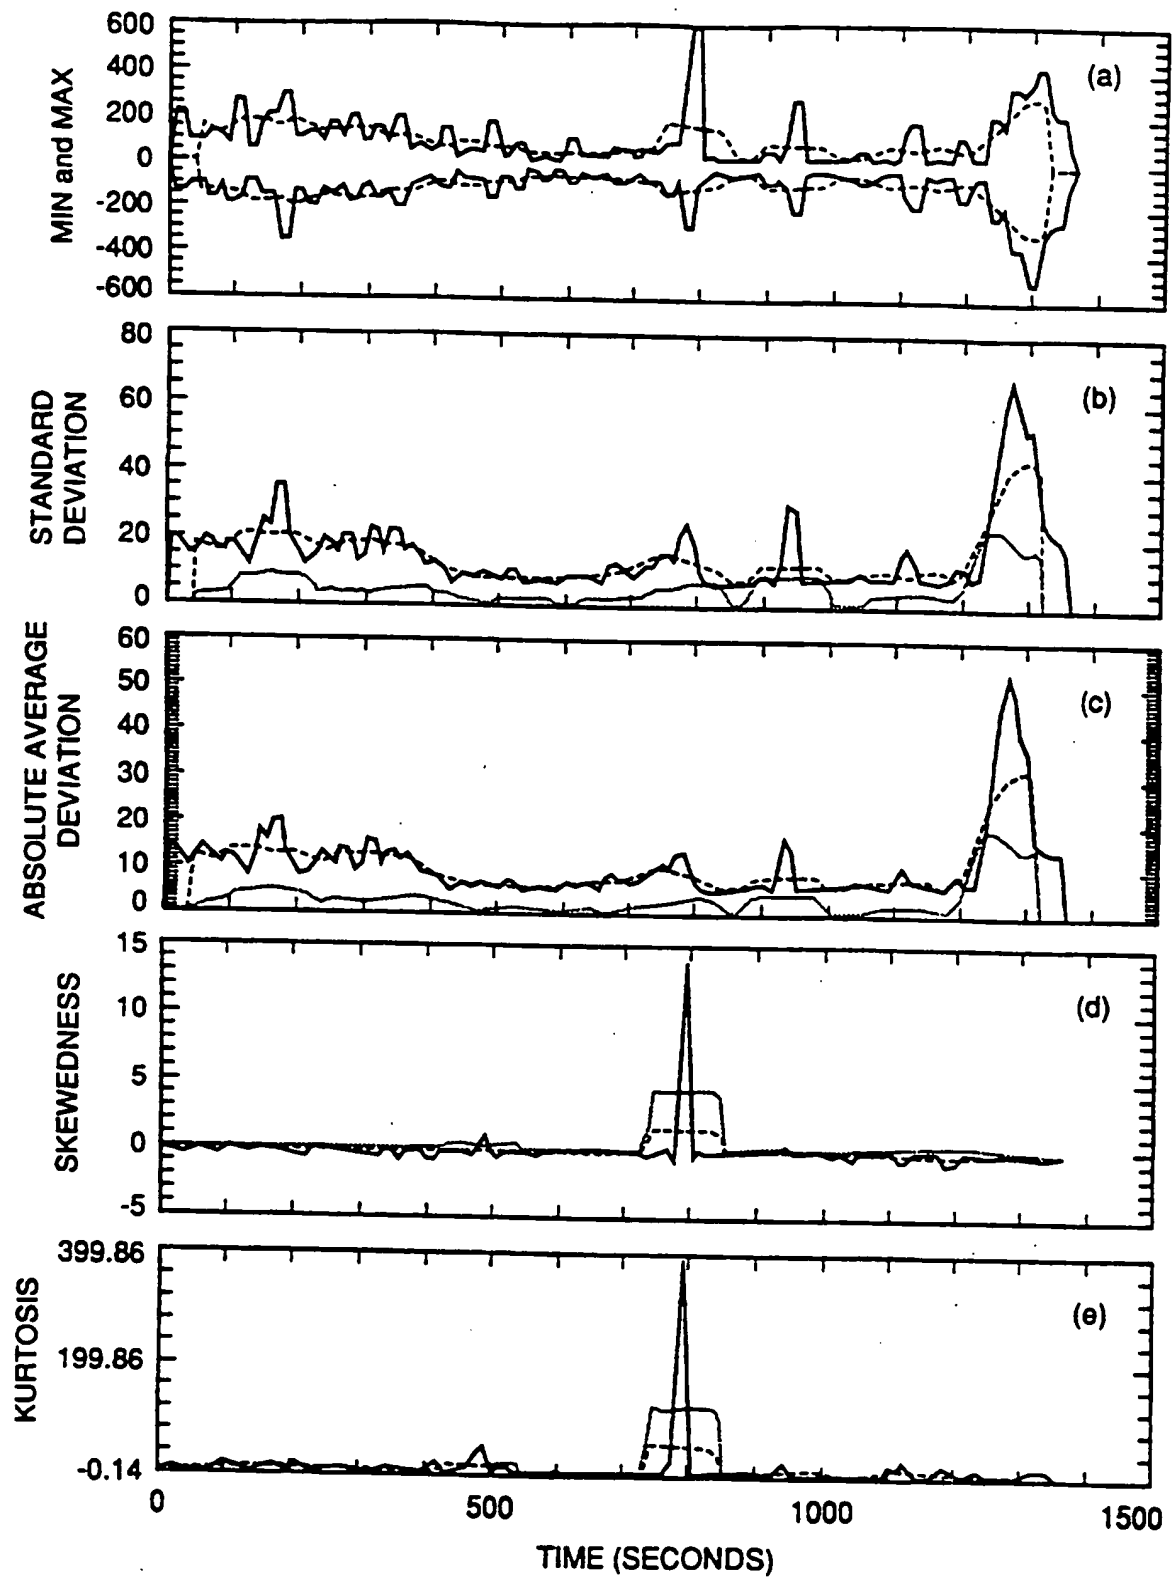 600
400
200
0
-200
-400
-600
MIN and MAX
(a)
80
60
40
20
0
STANDARD
DEVIATION
(b)
60
50
40
30
20
10
0
ABSOLUTE AVERAGE
DEVIATION
(c)
15
10
5
0
-5
SKEWEDNESS
(d)
399.86
199.86
-0.14
KURTOSIS
(e)
0
500
1000
1500
TIME (SECONDS)